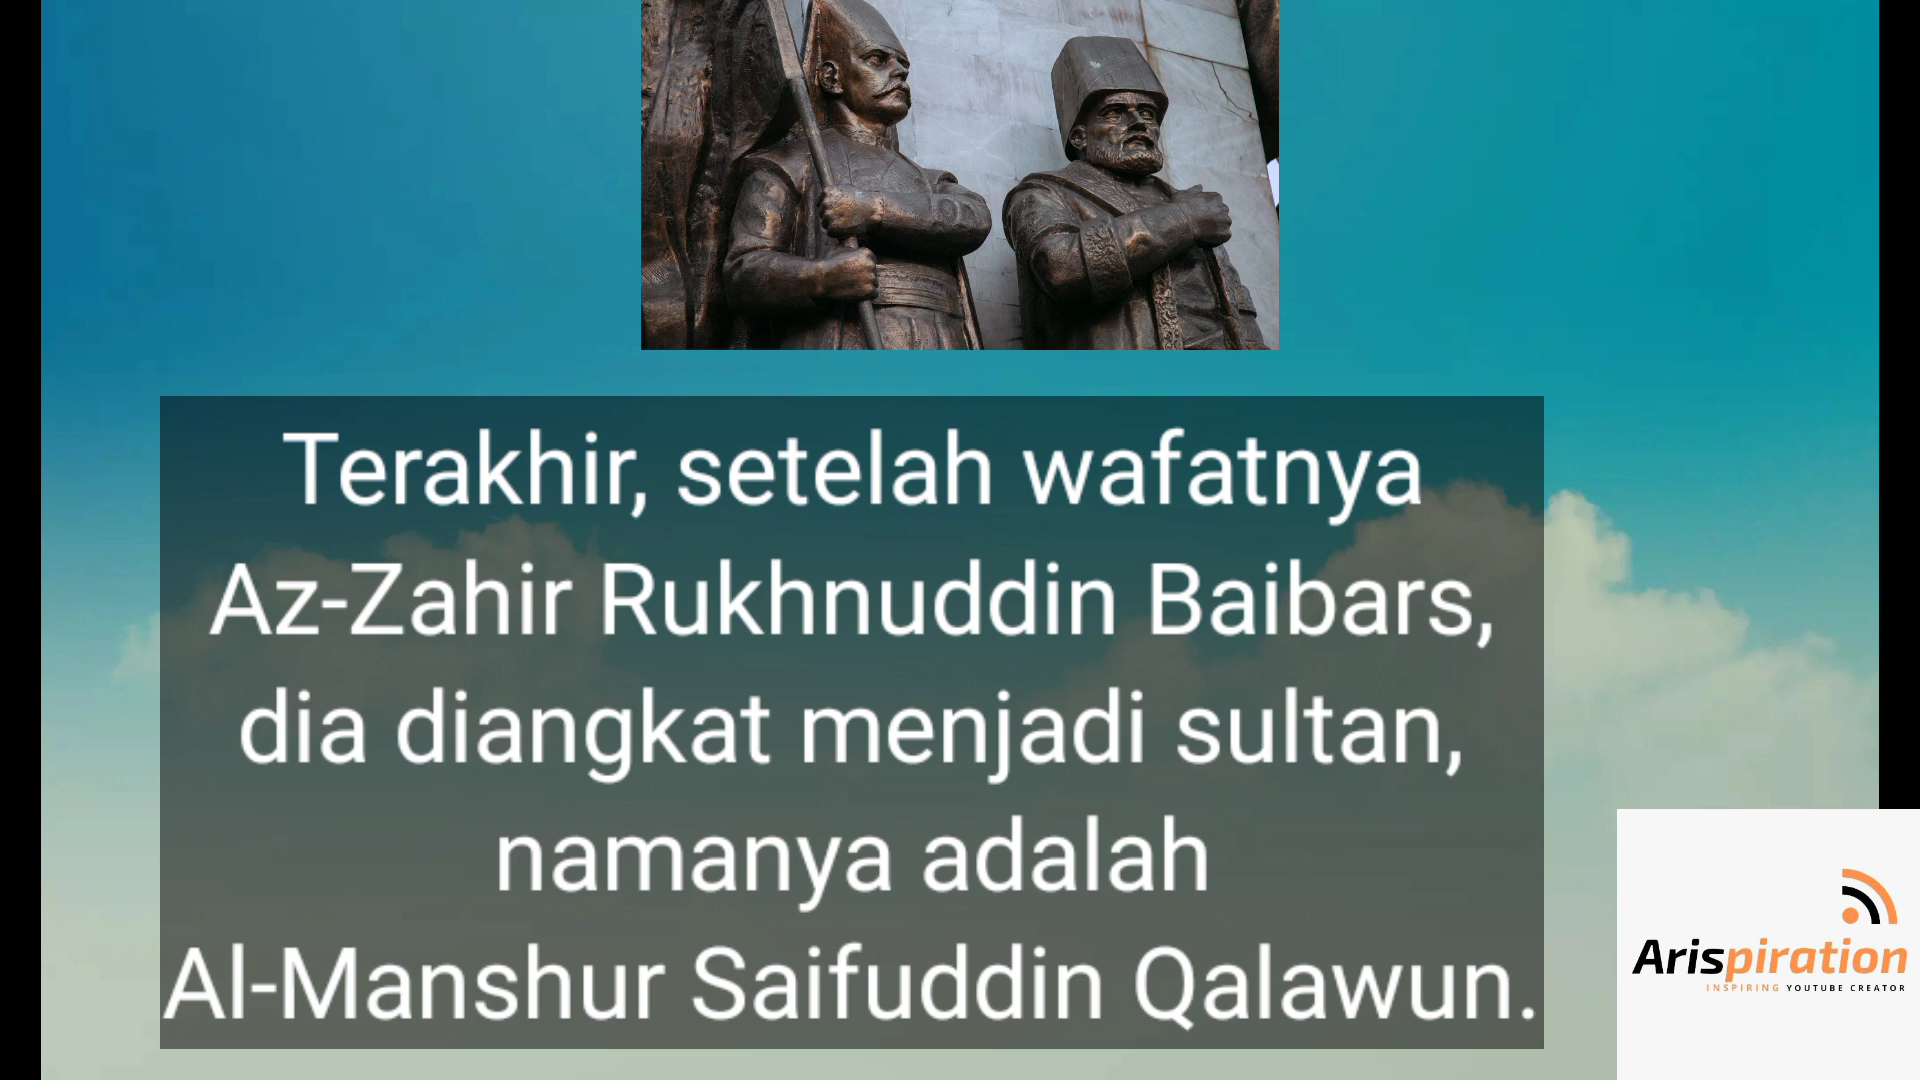 Terakhir, setelah wafatnya
Az-Zahir Rukhnuddin Baibars,
dia diangkat menjadi sultan,
namanya adalah
Al-Manshur Saifuddin Qalawun.
Arispiration
INSPIRING YOUTUBE CREATOR